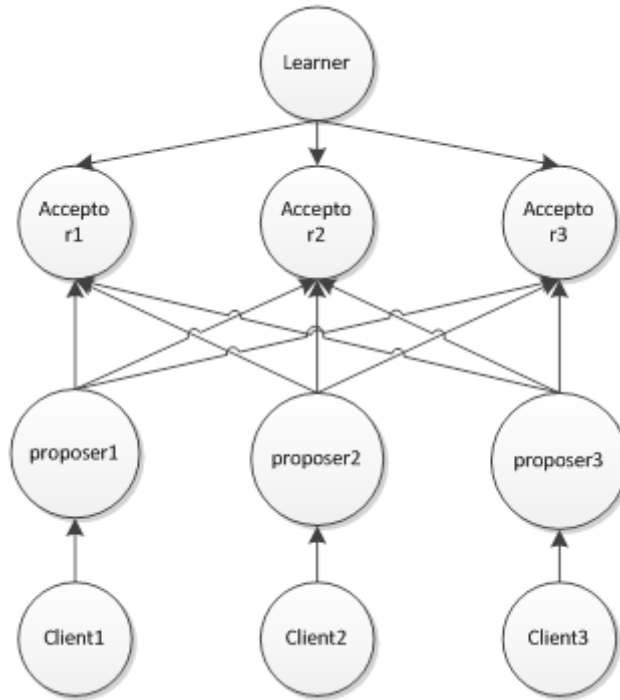 Learner
Accepto
r1
Accepto
r2
Accepto
r3
proposer1
proposer2
proposer3
Client1
Client2
Client3